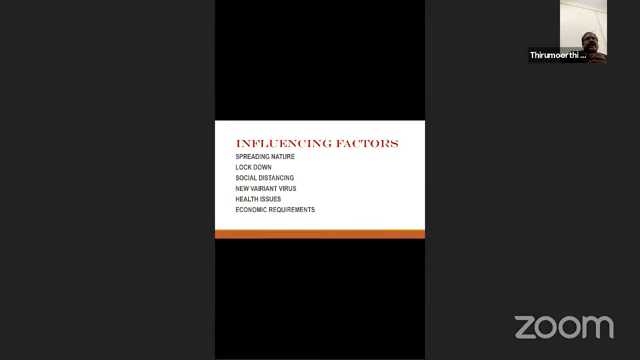 Thirumoorthi ...
INFLUENCING FACTORS
SPREADING NATURE
LOCK DOWN
SOCIAL DISTANCING
NEW VAIRIANT VIRUS
HEALTH ISSUES
ECONOMIC REQUIREMENTS
zoom